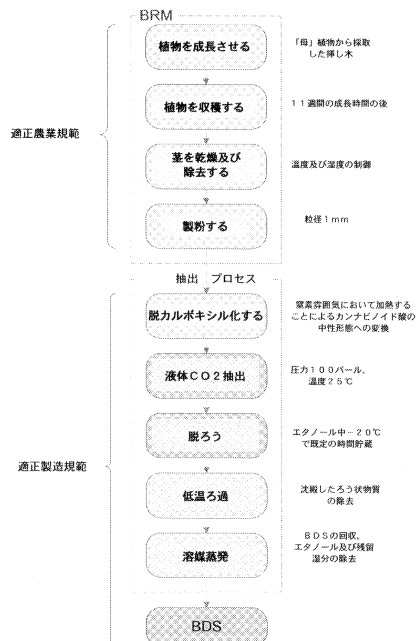 BRM
植物を成長させる
「母」植物から採取
した挿し木
植物を収穫する
11週間の成長時間の後
適正農業規範
茎を乾燥及び
除去する
温度及び湿度の制御
製粉する
粒径1mm
抽出 プロセス
脱カルボキシル化する
窒素雰囲気において加熱する
ことによるカンナビノイド酸の
中性形態への変換
液体CO2抽出
圧力100バール、
温度25℃
脱ろう
エタノール中-20℃
で既定の時間貯蔵
適正製造規範
低温ろ過
沈殿したろう状物質
の除去
溶媒蒸発
BDSの回収、
エタノール及び残留
湿分の除去
BDS